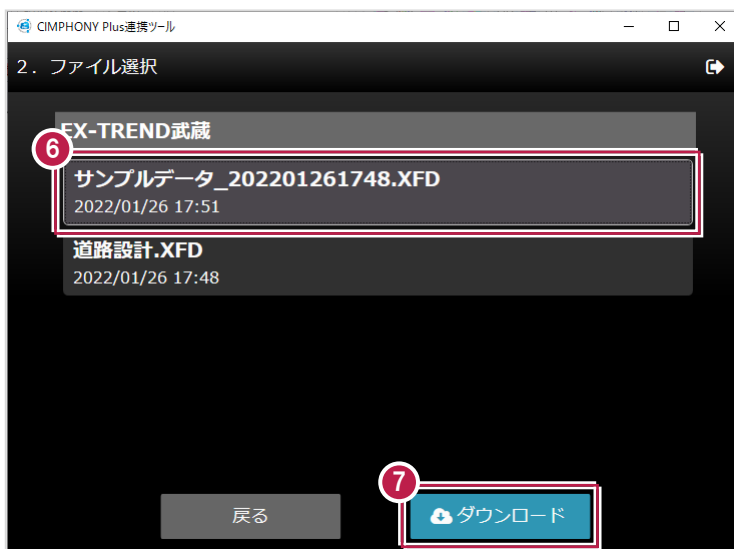 CIMPHONY Plus連携ツール
2．ファイル選択
EX-TREND武蔵
6
サンプルデータ_202201261748.XFD
2022/01/26 17:51
道路設計.XFD
2022/01/26 17:48
7
戻る
ダウンロード